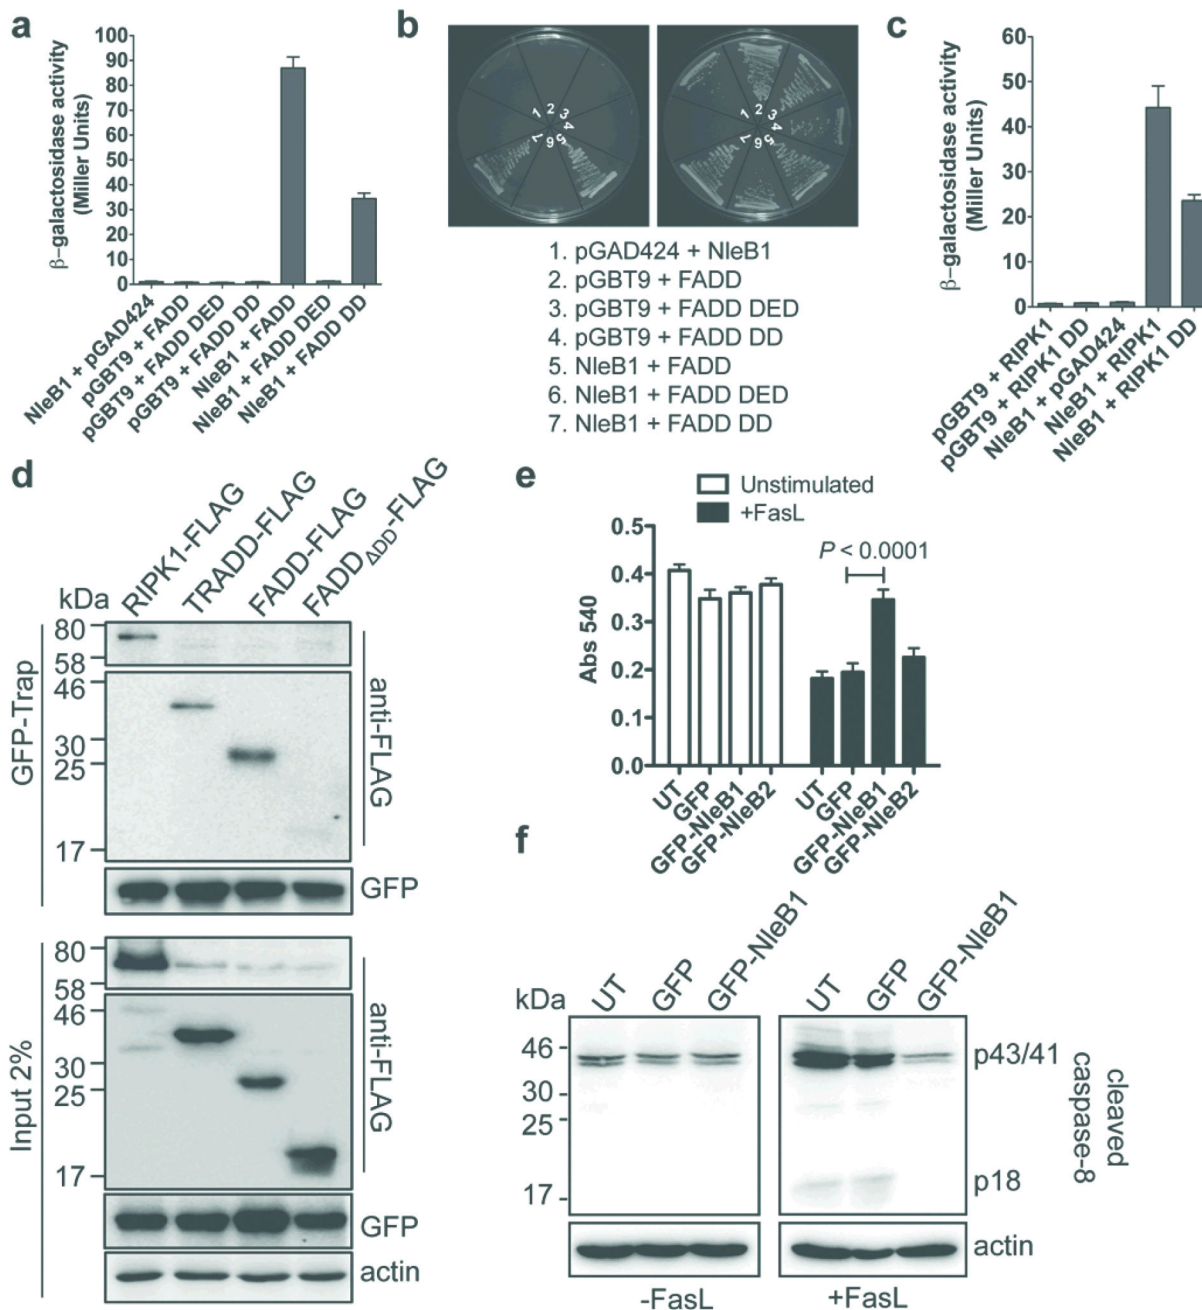 a
β–galactosidase activity
(Miller Units)
100
90
80
70
60
50
40
30
20
10
0
NleB1 + pGAD424
pGBT9 + FADD
pGBT9 + FADD DED
pGBT9 + FADD DD
NleB1 + FADD
NleB1 + FADD DED
NleB1 + FADD DD
b
1 2 3 4 5 6 7
1 2 3 4 5 6 7
1. pGAD424 + NleB1
2. pGBT9 + FADD
3. pGBT9 + FADD DED
4. pGBT9 + FADD DD
5. NleB1 + FADD
6. NleB1 + FADD DED
7. NleB1 + FADD DD
c
β–galactosidase activity
(Miller Units)
60
50
40
30
20
10
0
pGBT9 + RIPK1
pGBT9 + RIPK1 DD
NleB1 + pGAD424
NleB1 + RIPK1
NleB1 + RIPK1 DD
d
RIPK1-FLAG
TRADD-FLAG
FADD-FLAG
FADDΔDD-FLAG
kDa
GFP-Trap
80
58
46
30
25
17
anti-FLAG
GFP
Input 2%
80
58
46
30
25
17
anti-FLAG
GFP
actin
e
Unstimulated
+FasL
P < 0.0001
Abs 540
0.5
0.4
0.3
0.2
0.1
0.0
UT
GFP
GFP-NleB1
GFP-NleB2
UT
GFP
GFP-NleB1
GFP-NleB2
f
kDa
UT
GFP
GFP-NleB1
UT
GFP
GFP-NleB1
46
30
25
17
p43/41
p18
cleaved
caspase-8
actin
-FasL
+FasL